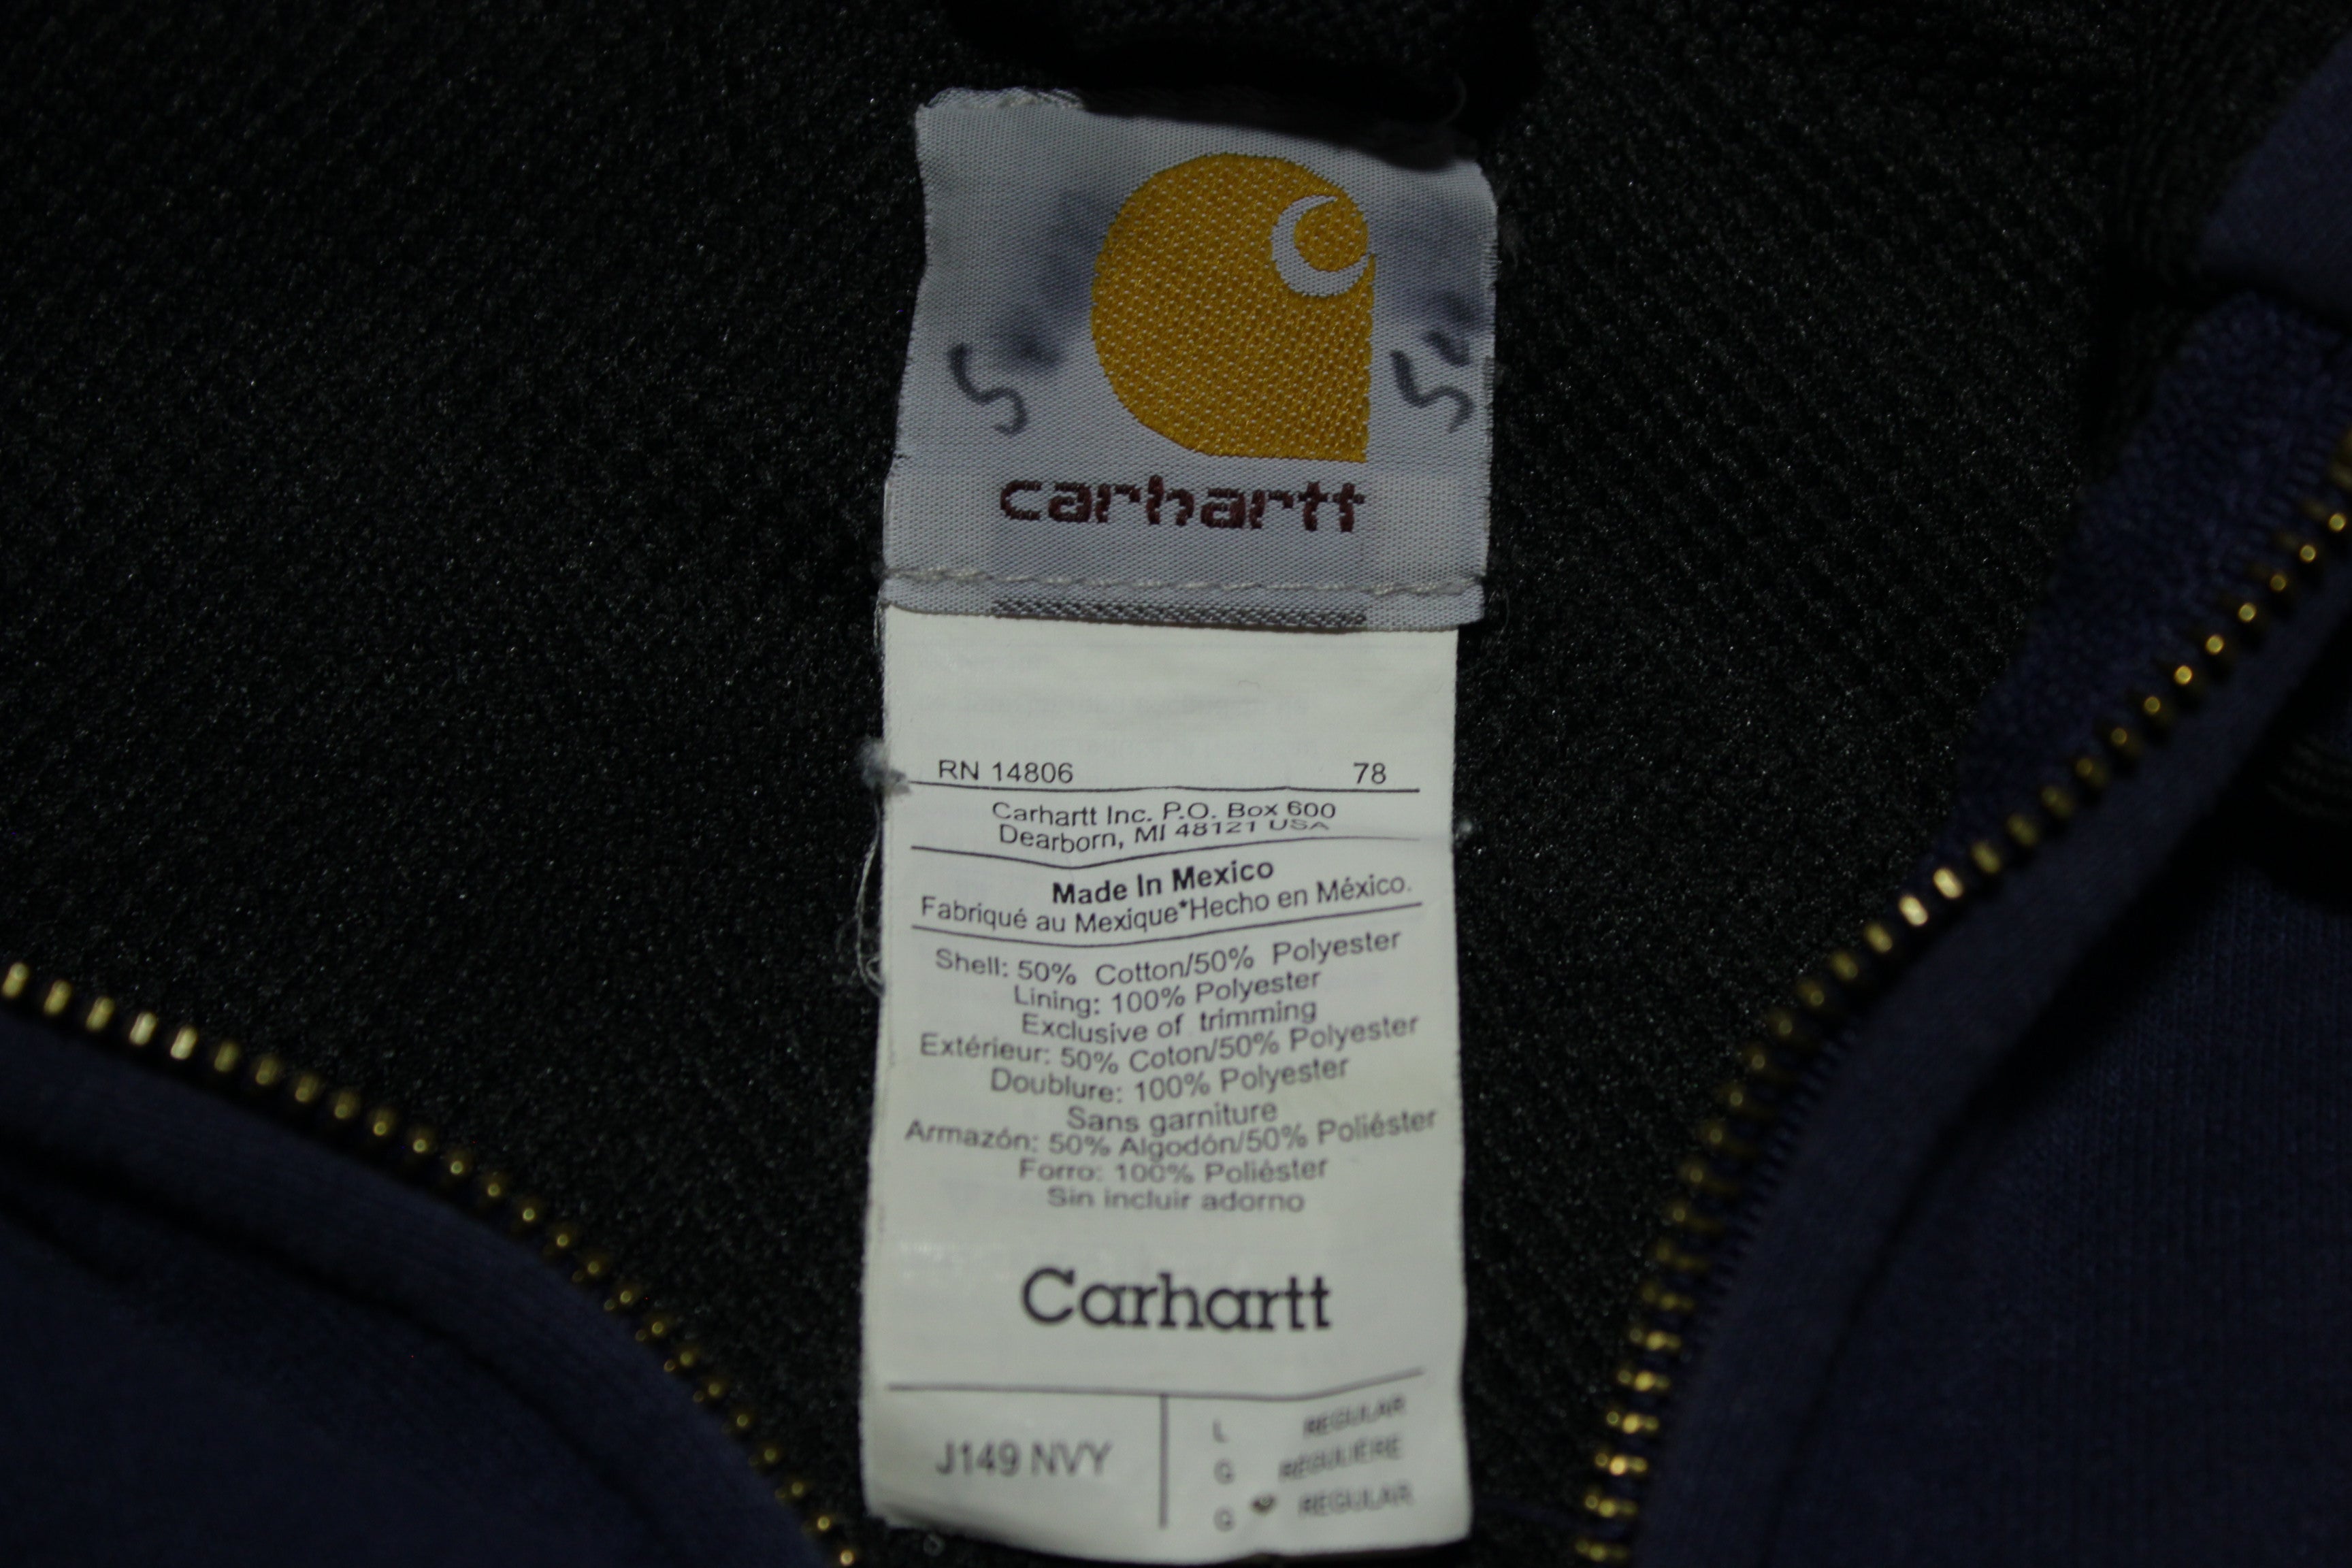 carhartt
RN 14806 78
Carhartt Inc. P.O. Box 600
Dearborn, MI 48121 USA
Made In Mexico
Fabriqué au Mexique*Hecho en México.
Shell: 50% Cotton/50% Polyester
Lining: 100% Polyester
Exclusive of trimming
Extérieur: 50% Coton/50% Polyester
Doublure: 100% Polyester
Sans garniture
Armazón: 50% Algodón/50% Poliéster
Forro: 100% Poliéster
Sin incluir adorno
Carhartt
J149 NVY
L REGULAR
G RÉGULIÈRE
G REGULAR